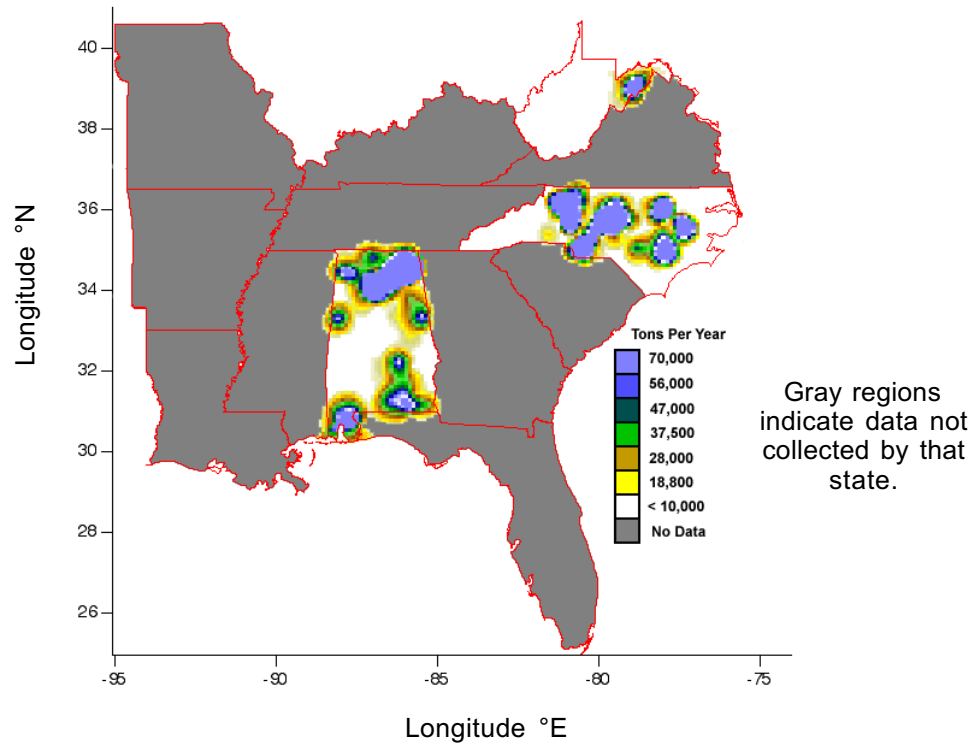 40
38
36
34
32
30
28
26
Longitude °N
-95
-90
-85
-80
-75
Longitude °E
Tons Per Year
70,000
56,000
47,000
37,500
28,000
18,800
< 10,000
No Data
Gray regions
indicate data not
collected by that
state.